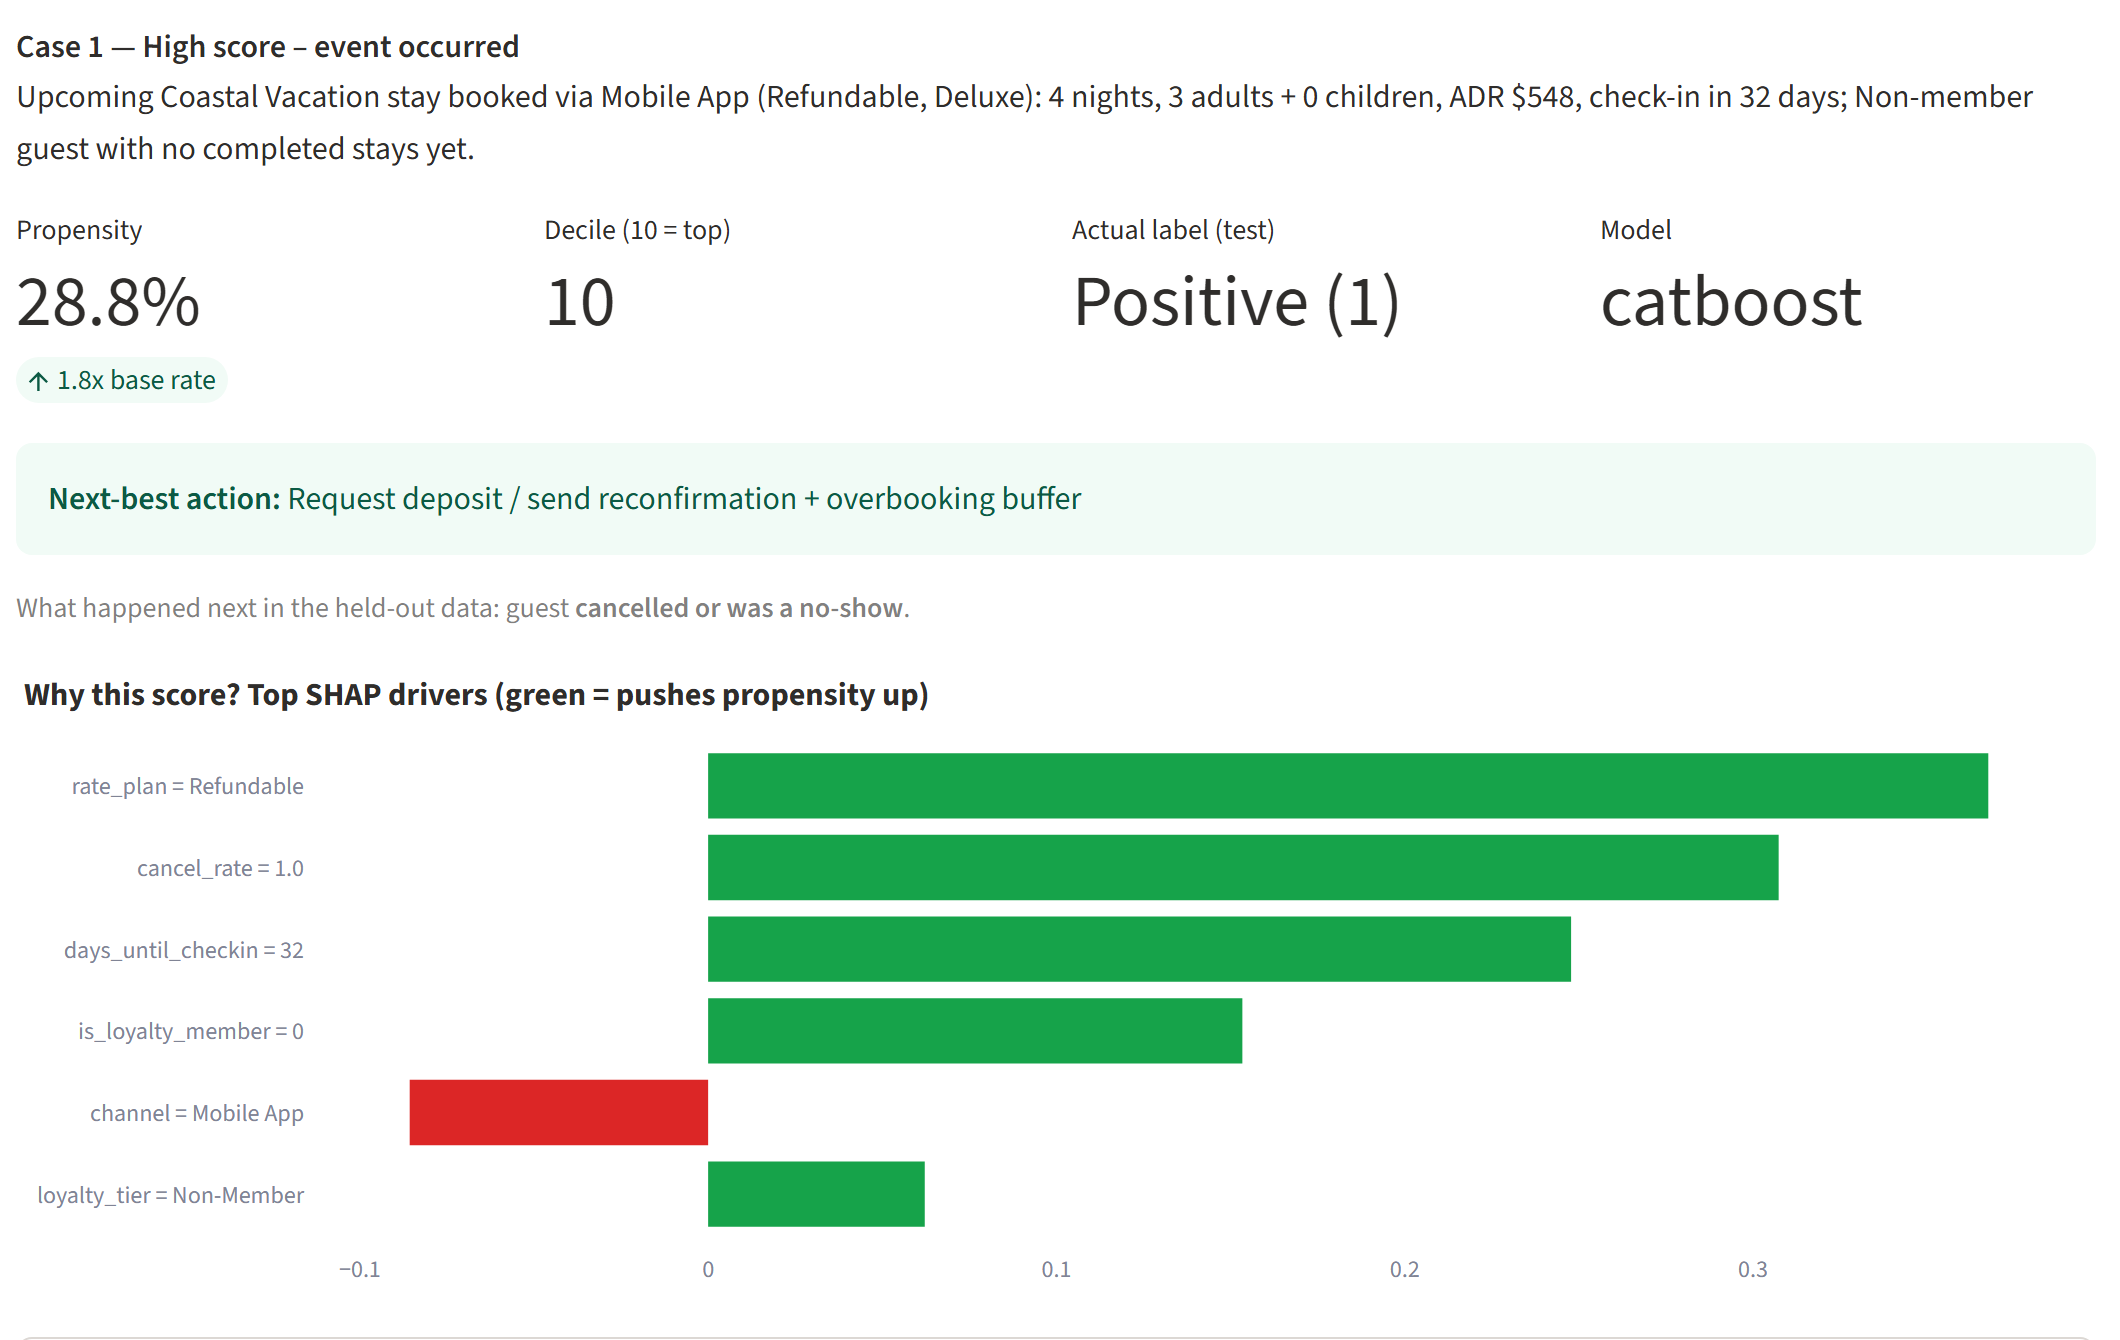 Case 1 — High score – event occurred
Upcoming Coastal Vacation stay booked via Mobile App (Refundable, Deluxe): 4 nights, 3 adults + 0 children, ADR $548, check-in in 32 days; Non-member
guest with no completed stays yet.
Propensity
Decile (10 = top)
Actual label (test)
Model
28.8%
10
Positive (1)
catboost
↑ 1.8x base rate
Next-best action: Request deposit / send reconfirmation + overbooking buffer
What happened next in the held-out data: guest cancelled or was a no-show.
Why this score? Top SHAP drivers (green = pushes propensity up)
rate_plan = Refundable
cancel_rate = 1.0
days_until_checkin = 32
is_loyalty_member = 0
channel = Mobile App
loyalty_tier = Non-Member
−0.1
0
0.1
0.2
0.3